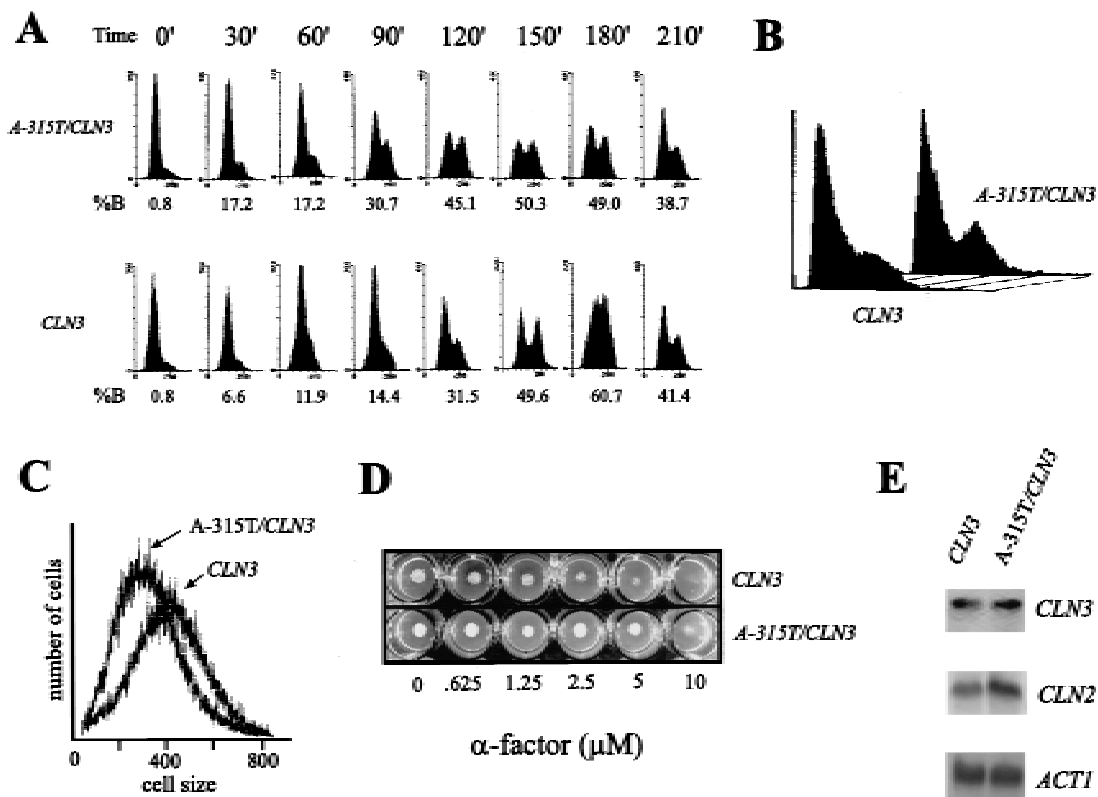 A
Time 0' 30' 60' 90' 120' 150' 180' 210'
A-315T/CLN3
%B 0.8 17.2 17.2 30.7 45.1 50.3 49.0 38.7
CLN3
%B 0.8 6.6 11.9 14.4 31.5 49.6 60.7 41.4
B
A-315T/CLN3
CLN3
C
A-315T/CLN3
CLN3
number of cells
0 400 800
cell size
D
CLN3
A-315T/CLN3
0 .625 1.25 2.5 5 10
α-factor (μM)
E
CLN3 A-315T/CLN3
CLN3
CLN2
ACT1